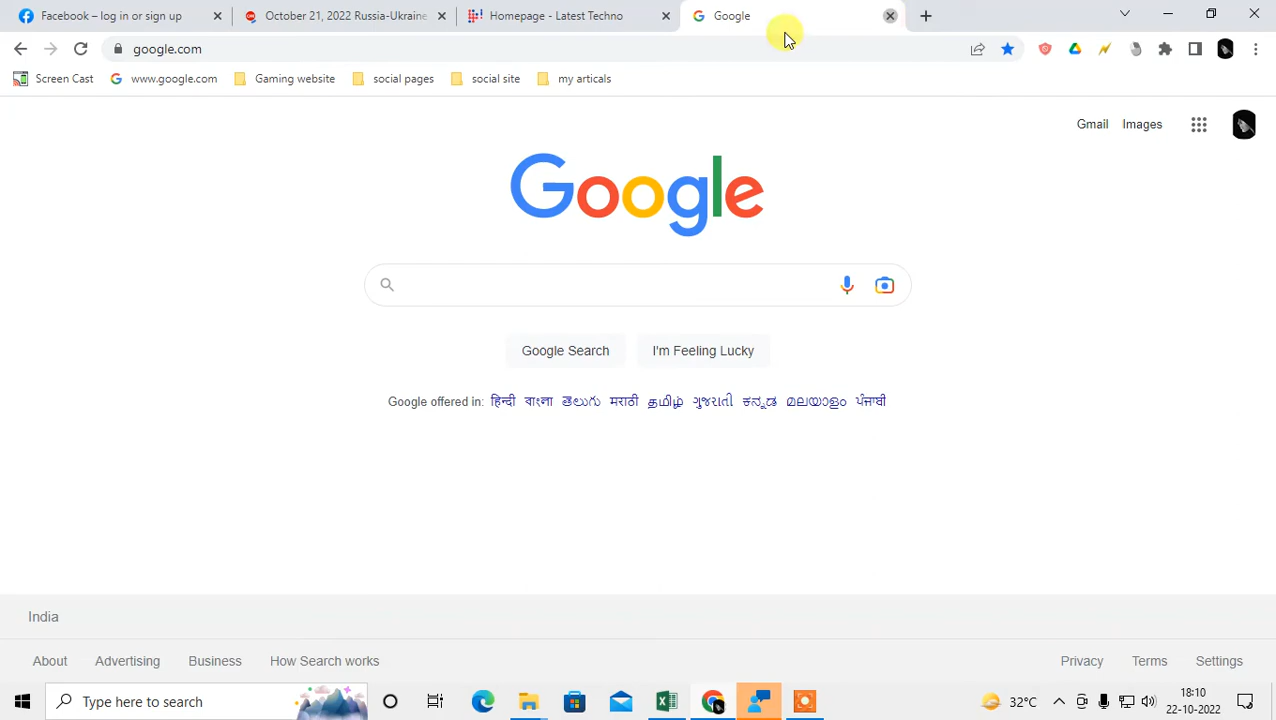 Facebook – log in or sign up
October 21, 2022 Russia-Ukraine
Homepage - Latest Techno
Google
google.com
Screen Cast
www.google.com
Gaming website
social pages
social site
my articals
Gmail
Images
Google
Google Search
I'm Feeling Lucky
Google offered in: हिन्दी বাংলা తెలుగు मराठी தமிழ் ગુજરાતી ಕನ್ನಡ മലയാളം ਪੰਜਾਬੀ
India
About
Advertising
Business
How Search works
Privacy
Terms
Settings
Type here to search
32°C
18:10
22-10-2022